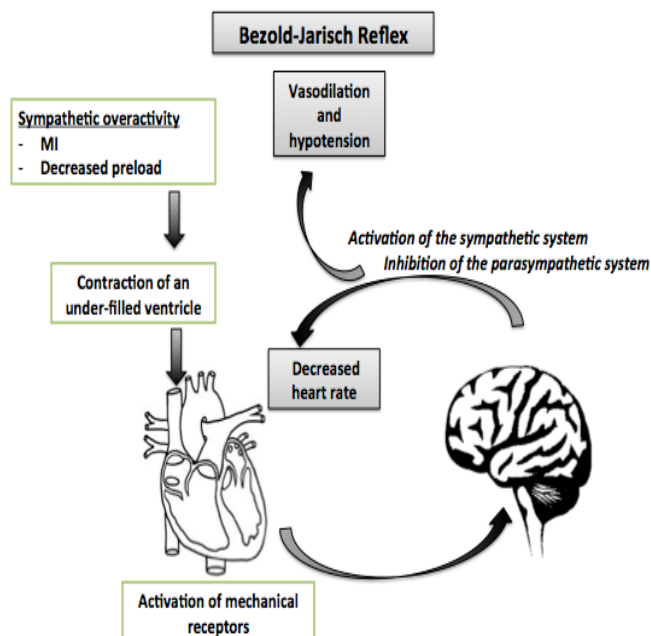 Bezold-Jarisch Reflex
Vasodilation
and
hypotension
Sympathetic overactivity
- MI
- Decreased preload
Activation of the sympathetic system
Inhibition of the parasympathetic system
Contraction of an
under-filled ventricle
Decreased
heart rate
Activation of mechanical
receptors